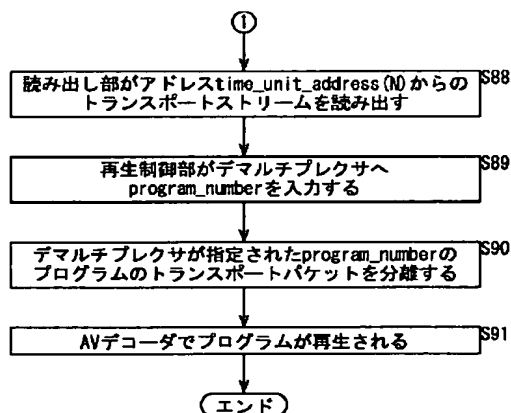 ①
読み出し部がアドレスtime_unit_address(N)からの
トランスポートストリームを読み出す
S88
再生制御部がデマルチプレクサへ
program_numberを入力する
S89
デマルチプレクサが指定されたprogram_numberの
プログラムのトランスポートパケットを分離する
S90
AVデコーダでプログラムが再生される
S91
エンド